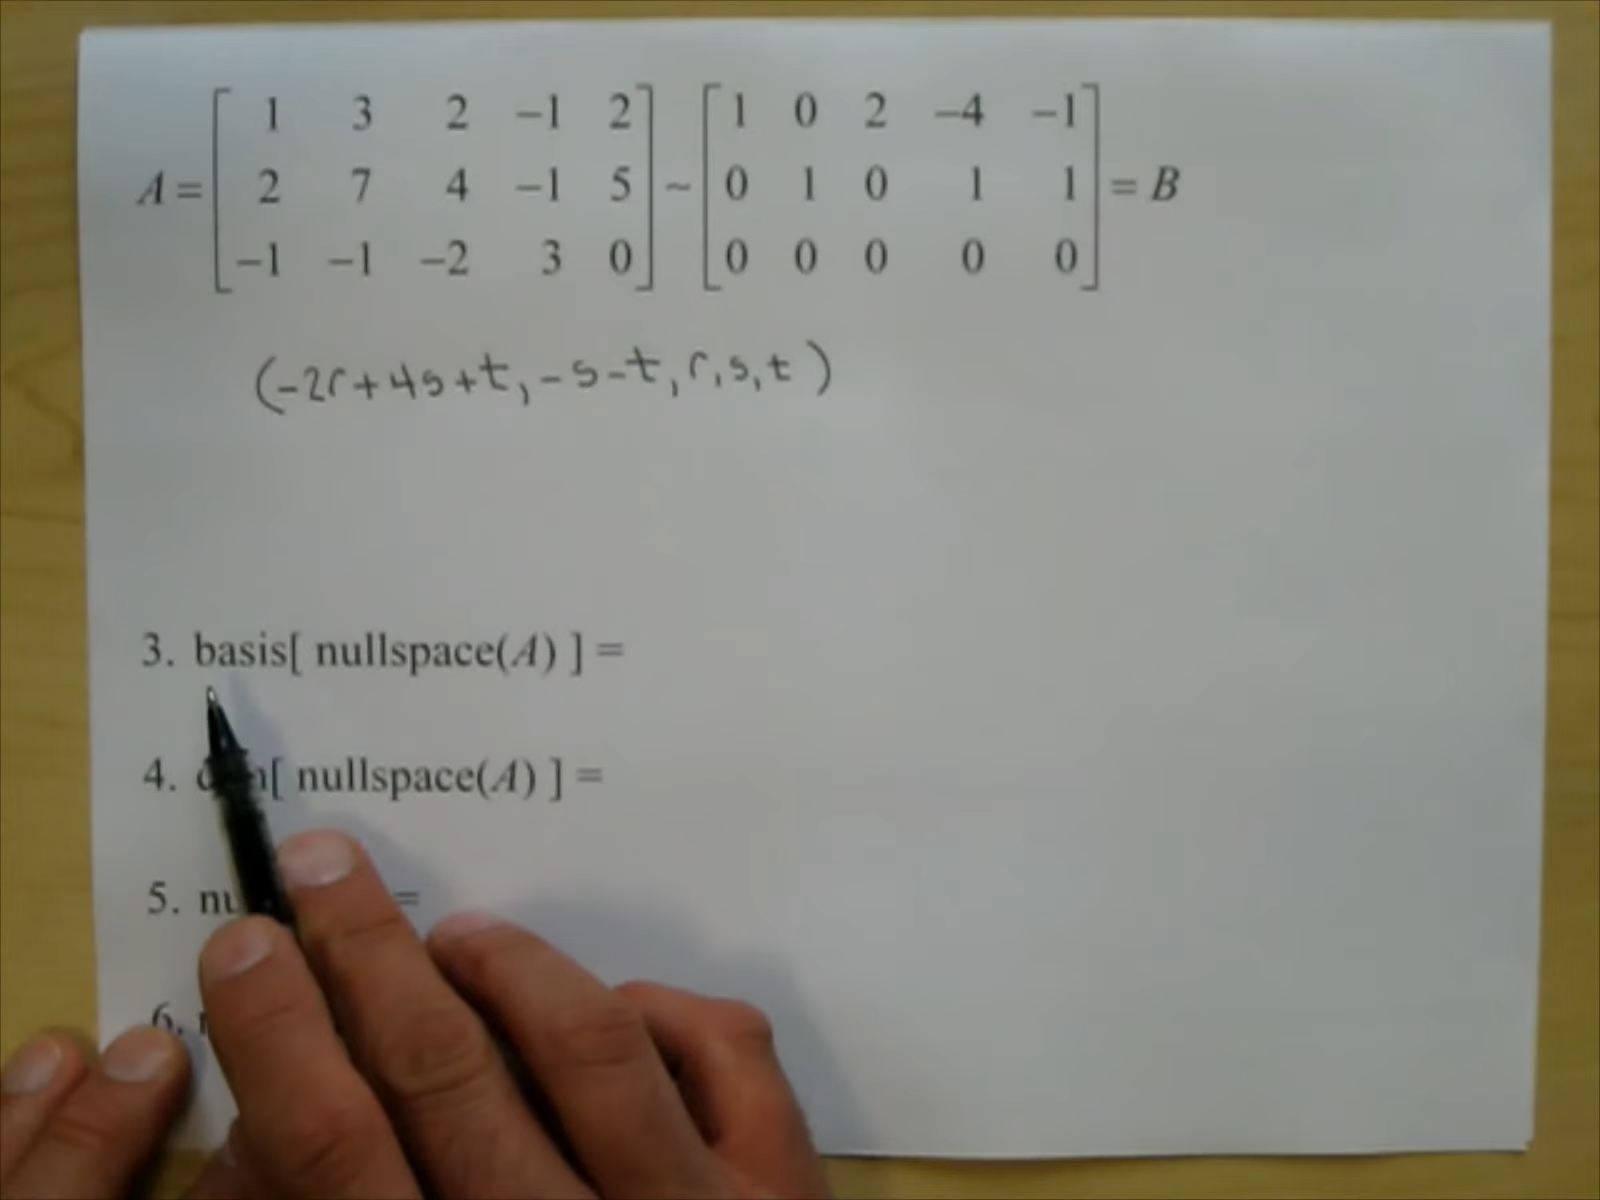 A = [ 1 3 2 −1 2 ] ~ [ 1 0 2 −4 −1 ] = B
[ 2 7 4 −1 5 ] [ 0 1 0 1 1 ]
[ −1 −1 −2 3 0 ] [ 0 0 0 0 0 ]
(-2r+4s+t, -s-t, r, s, t)
3. basis[ nullspace(A) ] =
4. [ nullspace(A) ] =
5. =
6.